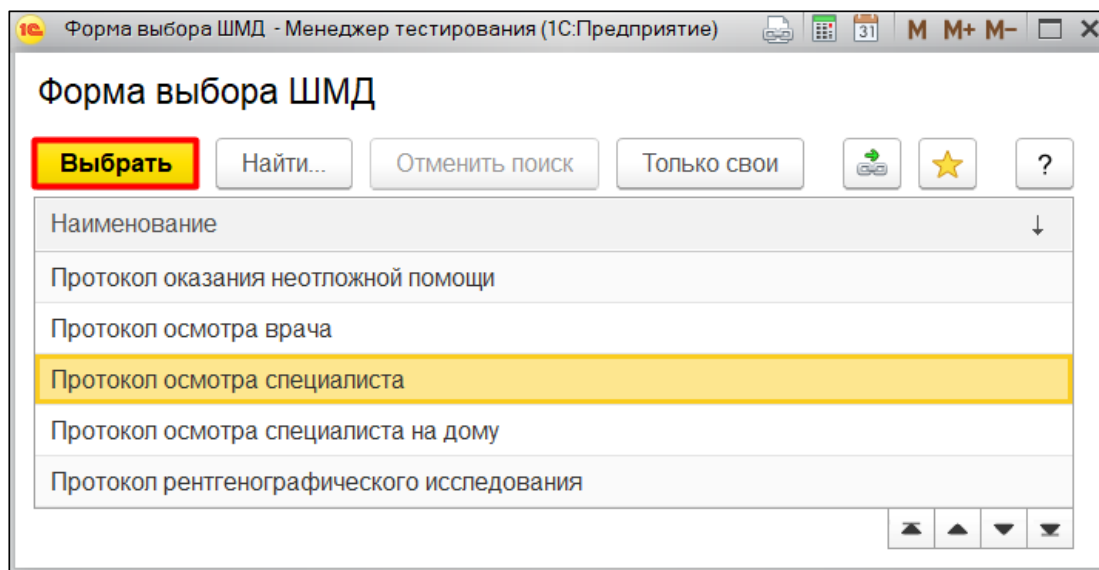 1С Форма выбора ШМД - Менеджер тестирования (1С:Предприятие) 31 M M+ M-
Форма выбора ШМД
Выбрать Найти... Отменить поиск Только свои ?
Наименование ↓
Протокол оказания неотложной помощи
Протокол осмотра врача
Протокол осмотра специалиста
Протокол осмотра специалиста на дому
Протокол рентгенографического исследования